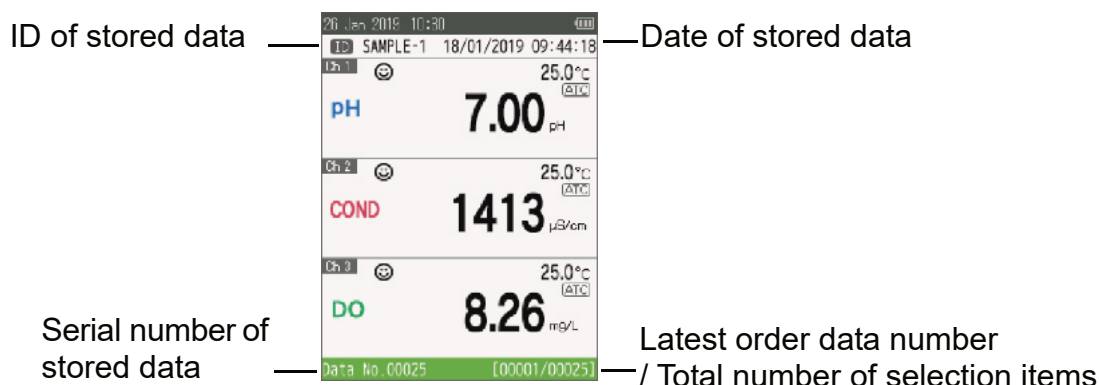 26 Jan 2019 10:30
ID of stored data
ID SAMPLE-1 18/01/2019 09:44:18
Date of stored data
Ch 1 25.0°C
ATC
pH 7.00 pH
Ch 2 25.0°C
ATC
COND 1413 µS/cm
Ch 3 25.0°C
ATC
DO 8.26 mg/L
Serial number of
stored data
Data No.00025 [00001/00025]
Latest order data number
/ Total number of selection items